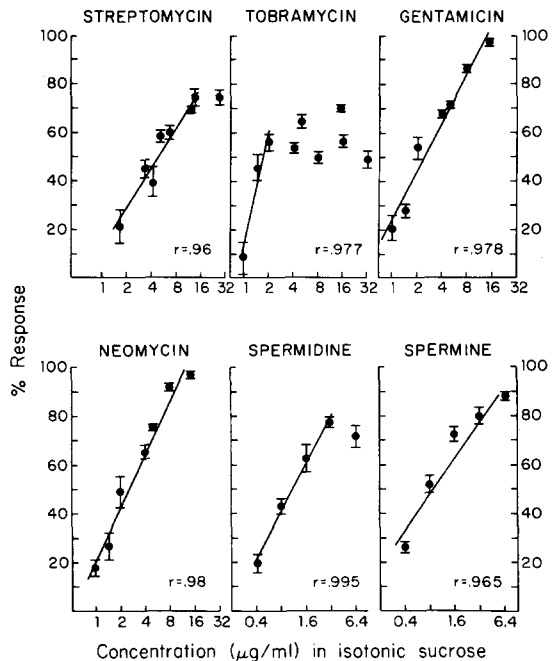 STREPTOMYCIN TOBRAMYCIN GENTAMICIN
100
80
60
40
20
r=.96
r=.977
r=.978
100
80
60
40
20
1 2 4 8 16 32
1 2 4 8 16 32
1 2 4 8 16 32
% Response
NEOMYCIN SPERMIDINE SPERMINE
100
80
60
40
20
r=.98
r=.995
r=.965
100
80
60
40
20
1 2 4 8 16 32
0.4 1.6 6.4
0.4 1.6 6.4
Concentration (μg/ml) in isotonic sucrose